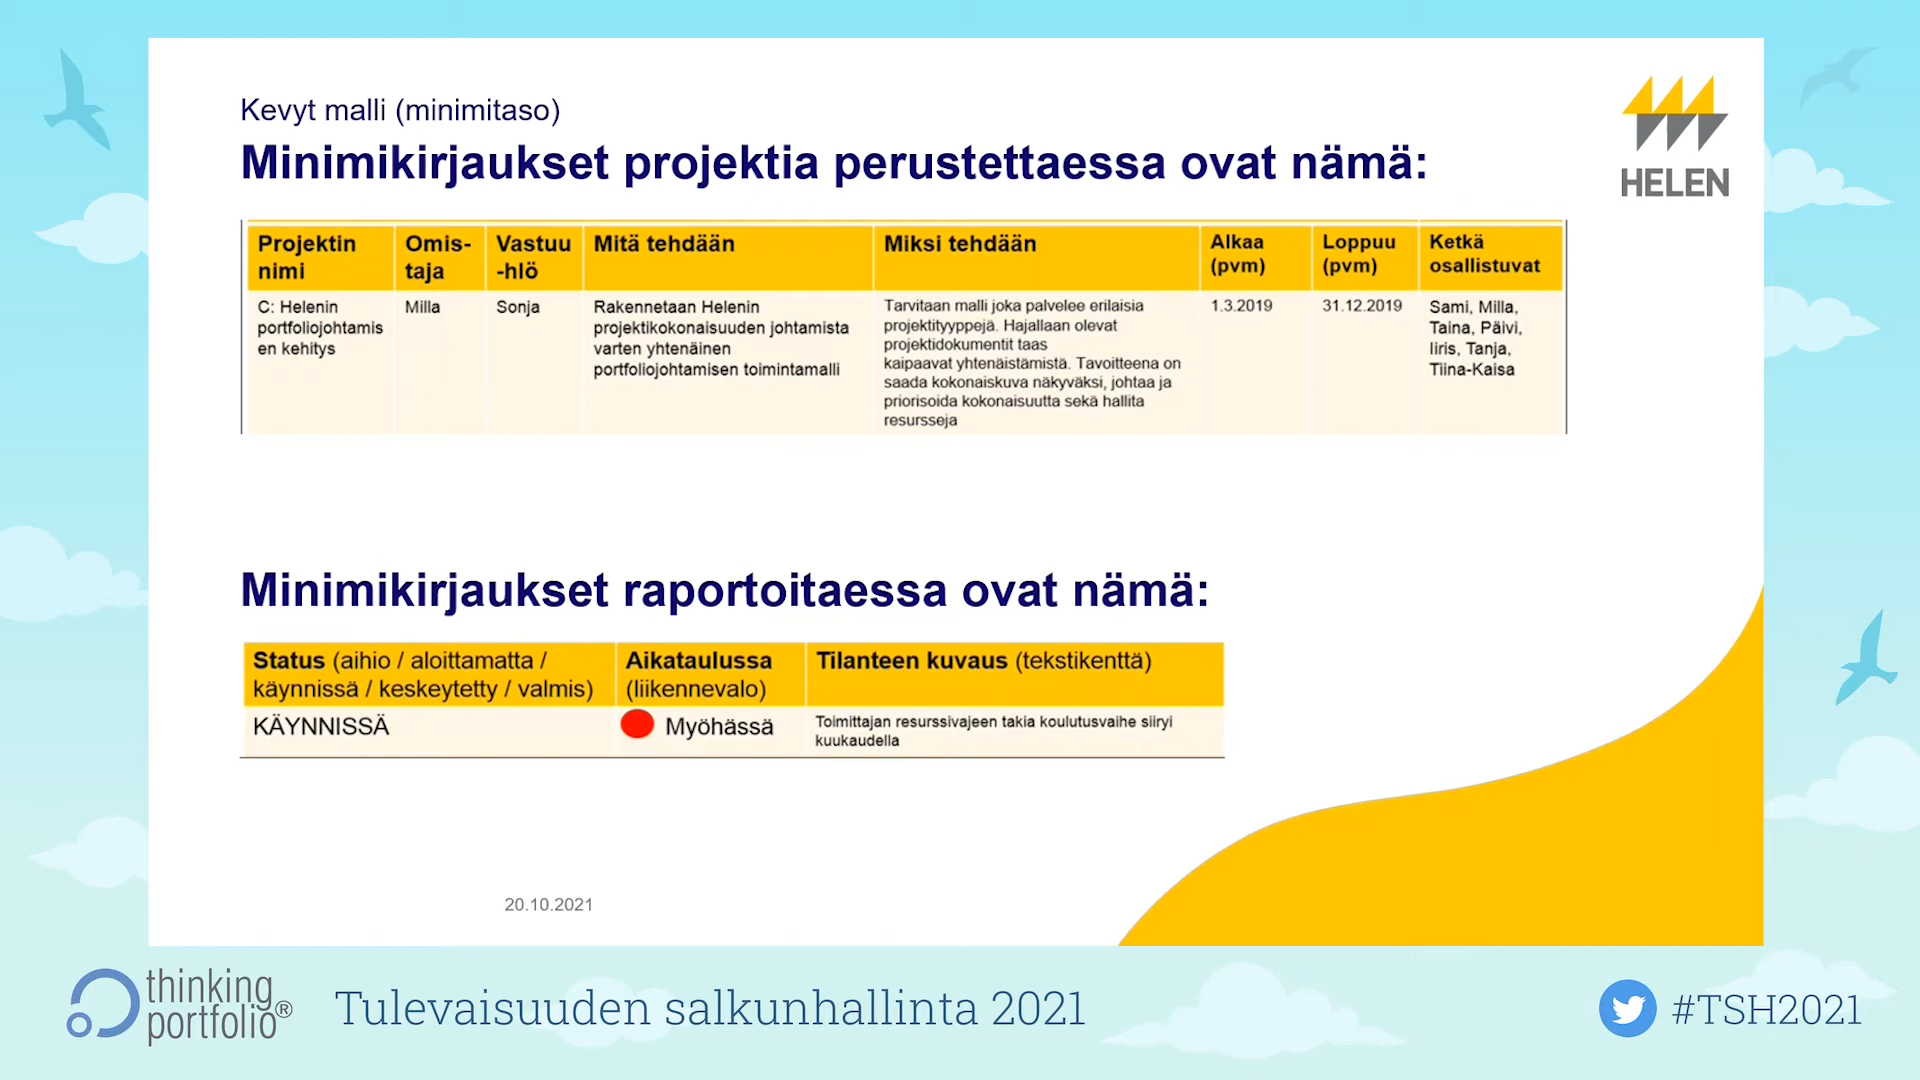 Kevyt malli (minimitaso)
Minimikirjaukset projektia perustettaessa ovat nämä:
HELEN
Projektin
nimi
Omis-
taja
Vastuu
-hlö
Mitä tehdään
Miksi tehdään
Alkaa
(pvm)
Loppuu
(pvm)
Ketkä
osallistuvat
C: Helenin
portfoliojohtamis
en kehitys
Milla
Sonja
Rakennetaan Helenin
projektikokonaisuuden johtamista
varten yhtenäinen
portfoliojohtamisen toimintamalli
Tarvitaan malli joka palvelee erilaisia
projektityyppejä. Hajallaan olevat
projektidokumentit taas
kaipaavat yhtenäistämistä. Tavoitteena on
saada kokonaiskuva näkyväksi, johtaa ja
priorisoida kokonaisuutta sekä hallita
resursseja
1.3.2019
31.12.2019
Sami, Milla,
Taina, Päivi,
Iiris, Tanja,
Tiina-Kaisa
Minimikirjaukset raportoitaessa ovat nämä:
Status (aihio / aloittamatta /
käynnissä / keskeytetty / valmis)
Aikataulussa
(liikennevalo)
Tilanteen kuvaus (tekstikenttä)
KÄYNNISSÄ
Myöhässä
Toimittajan resurssivajeen takia koulutusvaihe siiryi
kuukaudella
20.10.2021
thinking
portfolio®
Tulevaisuuden salkunhallinta 2021
#TSH2021